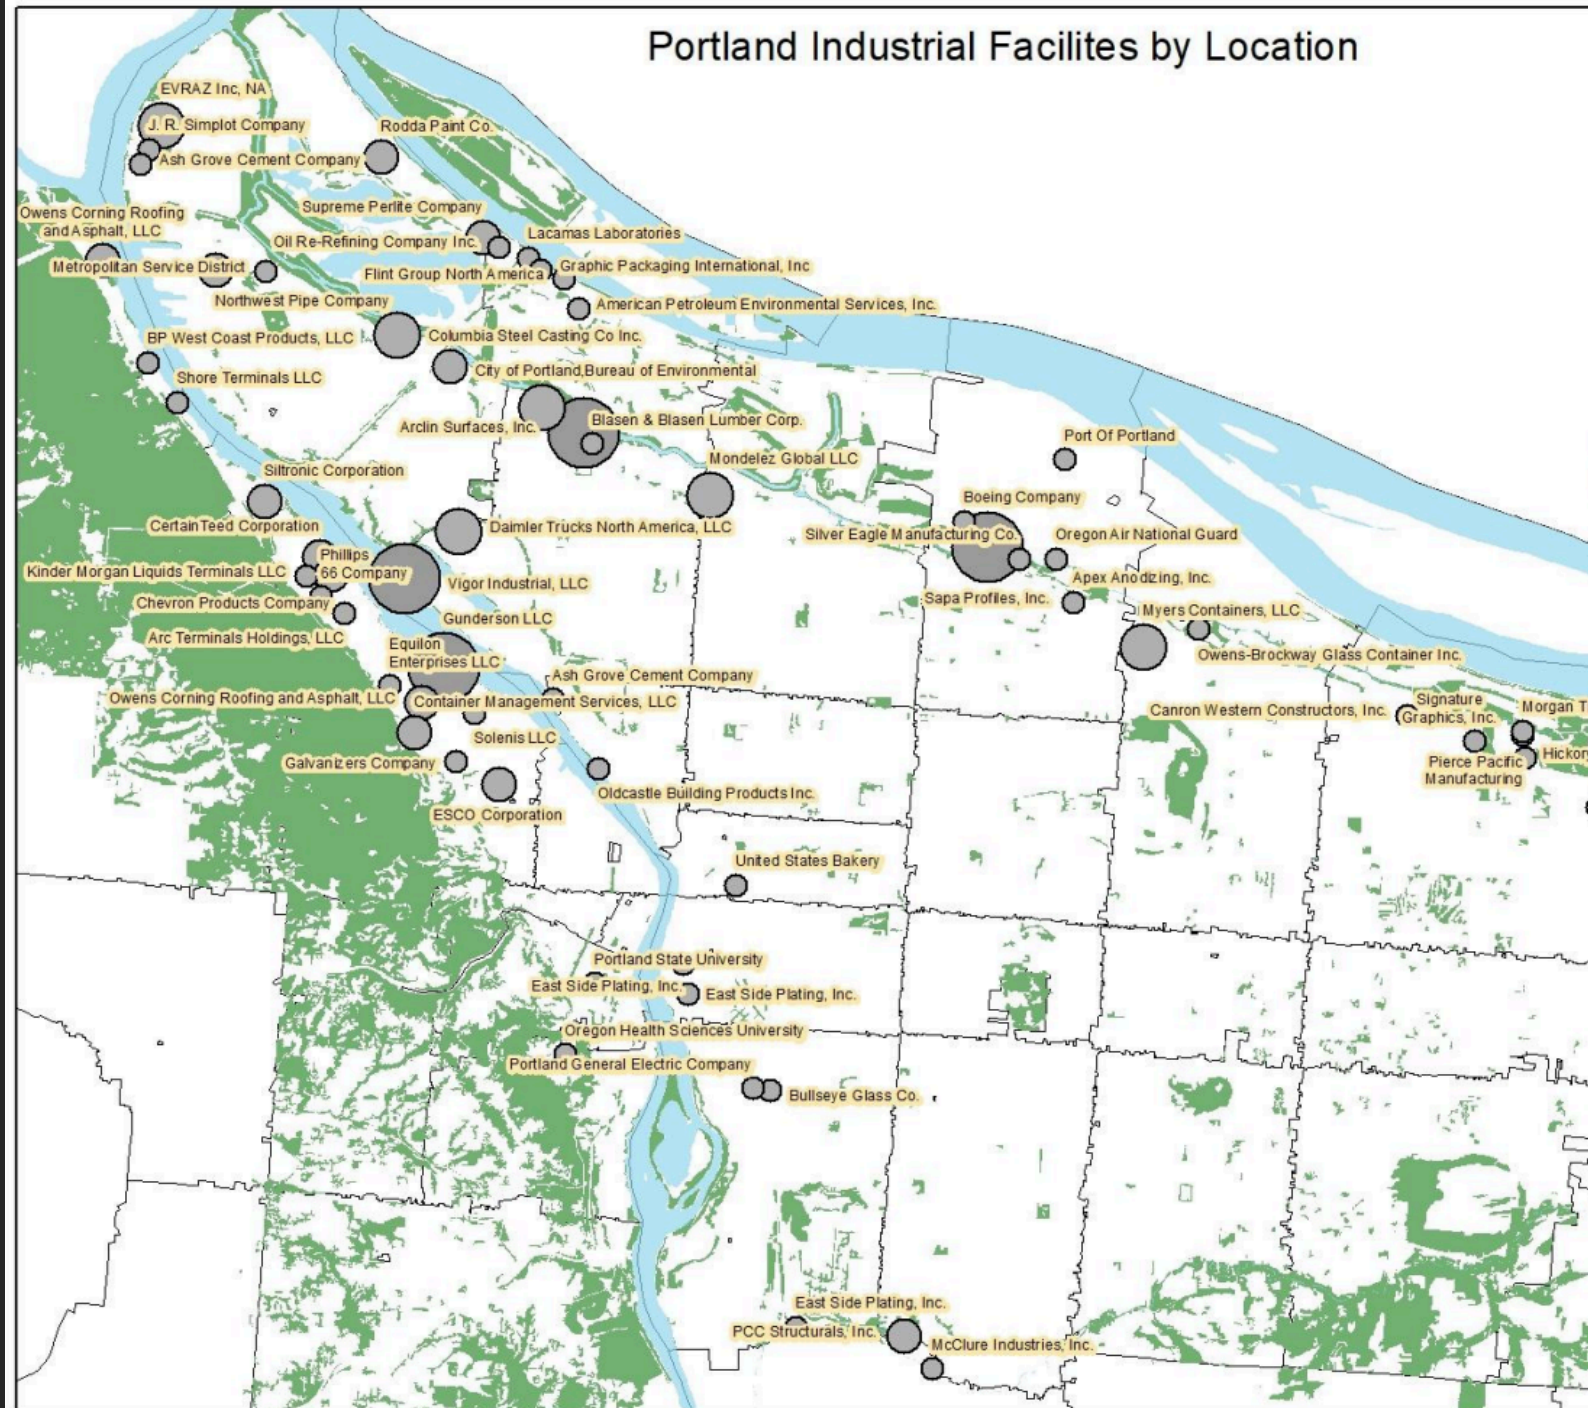 Portland Industrial Facilites by Location
EVRAZ Inc, NA
J. R. Simplot Company
Rodda Paint Co.
Ash Grove Cement Company
Owens Corning Roofing
and Asphalt, LLC
Supreme Perlite Company
Lacamas Laboratories
Oil Re-Refining Company Inc.
Metropolitan Service District
Flint Group North America
Graphic Packaging International, Inc
Northwest Pipe Company
American Petroleum Environmental Services, Inc.
BP West Coast Products, LLC
Columbia Steel Casting Co Inc.
Shore Terminals LLC
City of Portland,Bureau of Environmental
Arclin Surfaces, Inc.
Blasen & Blasen Lumber Corp.
Port Of Portland
Mondelez Global LLC
Siltronic Corporation
Boeing Company
CertainTeed Corporation
Daimler Trucks North America, LLC
Silver Eagle Manufacturing Co.
Oregon Air National Guard
Phillips
66 Company
Kinder Morgan Liquids Terminals LLC
Vigor Industrial, LLC
Apex Anodizing, Inc.
Sapa Profiles, Inc.
Chevron Products Company
Myers Containers, LLC
Gunderson LLC
Arc Terminals Holdings, LLC
Equilon
Enterprises LLC
Owens-Brockway Glass Container Inc.
Ash Grove Cement Company
Owens Corning Roofing and Asphalt, LLC
Container Management Services, LLC
Canron Western Constructors, Inc.
Signature
Graphics, Inc.
Morgan T
Solenis LLC
Galvanizers Company
Hickory
Pierce Pacific
Manufacturing
Oldcastle Building Products Inc.
ESCO Corporation
United States Bakery
Portland State University
East Side Plating, Inc.
East Side Plating, Inc.
Oregon Health Sciences University
Portland General Electric Company
Bullseye Glass Co.
East Side Plating, Inc.
PCC Structurals, Inc.
McClure Industries, Inc.